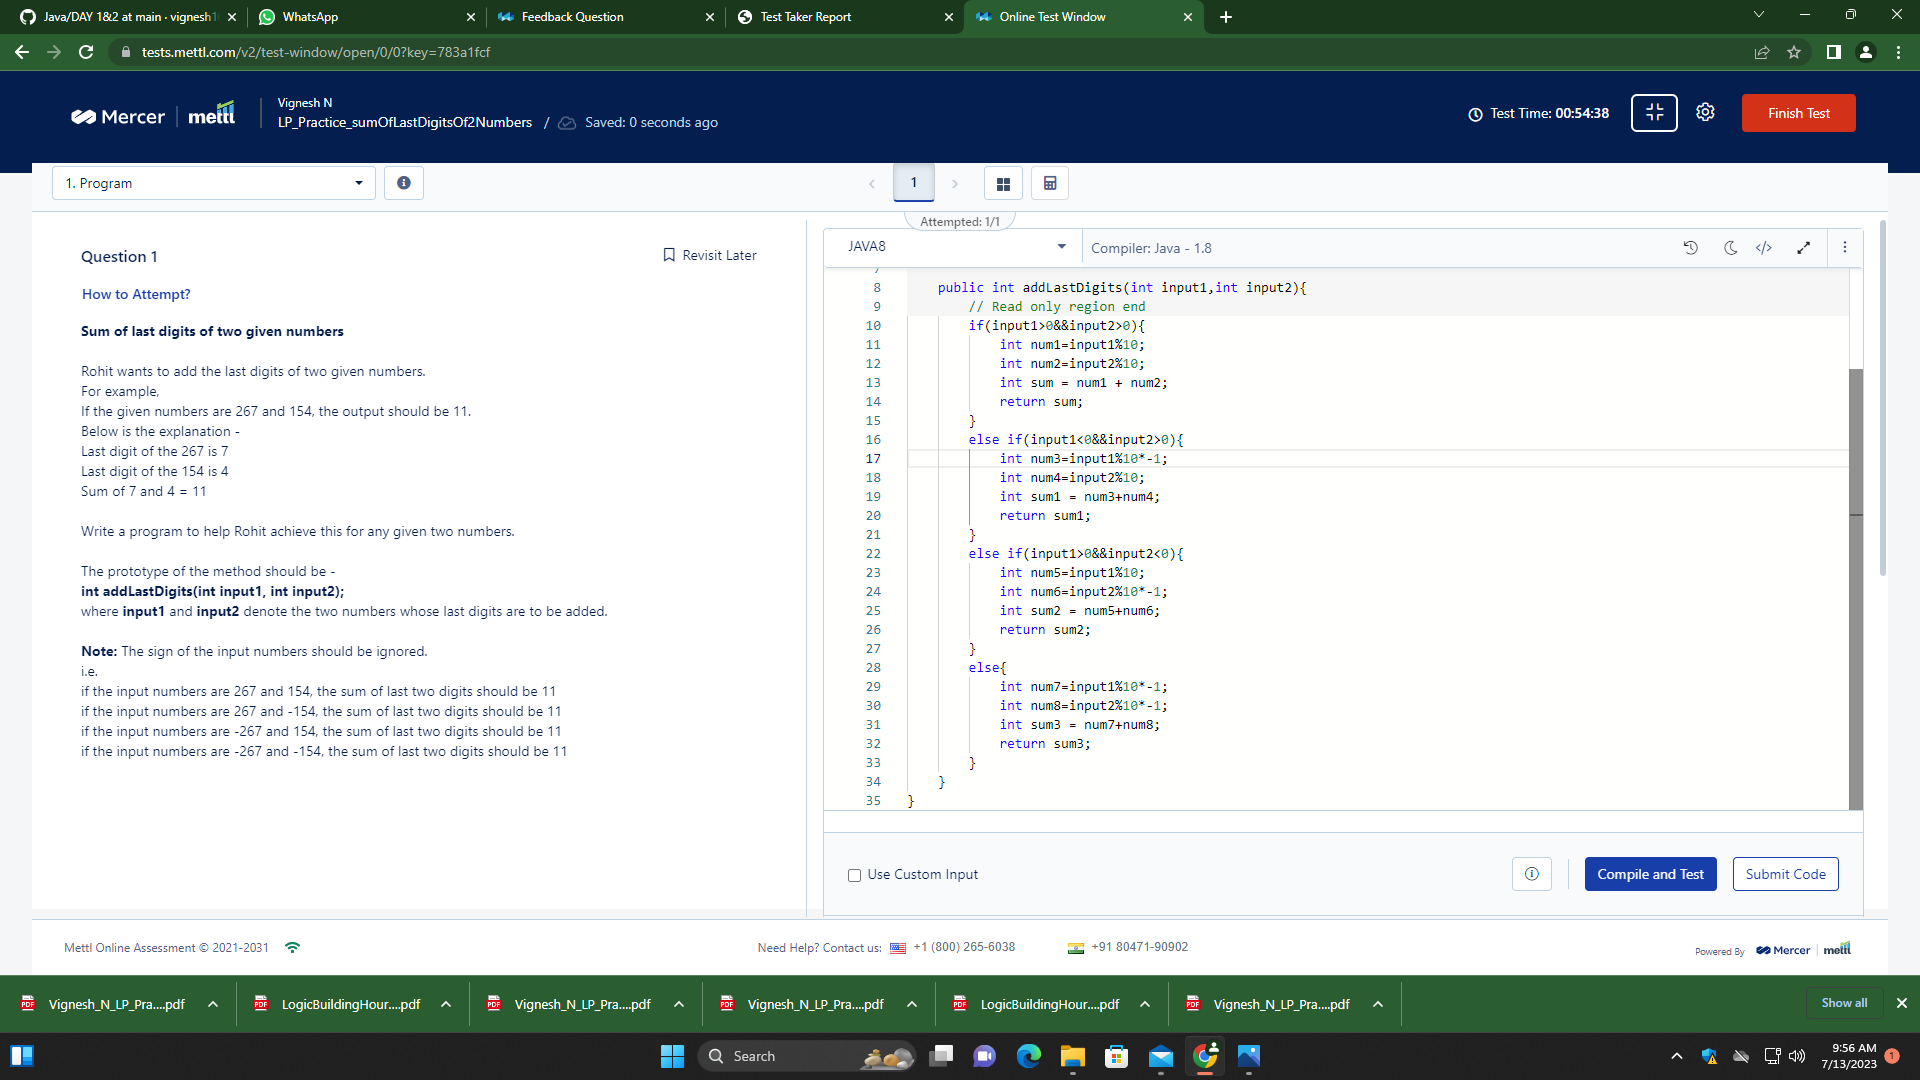 Java/DAY 1&2 at main · vignesh1
WhatsApp
Feedback Question
Test Taker Report
Online Test Window
tests.mettl.com/v2/test-window/open/0/0?key=783a1fcf
Mercer | mettl
Vignesh N
LP_Practice_sumOfLastDigitsOf2Numbers / Saved: 0 seconds ago
Test Time: 00:54:38
Finish Test
1. Program
1
Attempted: 1/1
Question 1
Revisit Later
How to Attempt?
Sum of last digits of two given numbers
Rohit wants to add the last digits of two given numbers.
For example,
If the given numbers are 267 and 154, the output should be 11.
Below is the explanation -
Last digit of the 267 is 7
Last digit of the 154 is 4
Sum of 7 and 4 = 11
Write a program to help Rohit achieve this for any given two numbers.
The prototype of the method should be -
int addLastDigits(int input1, int input2);
where input1 and input2 denote the two numbers whose last digits are to be added.
Note: The sign of the input numbers should be ignored.
i.e.
if the input numbers are 267 and 154, the sum of last two digits should be 11
if the input numbers are 267 and -154, the sum of last two digits should be 11
if the input numbers are -267 and 154, the sum of last two digits should be 11
if the input numbers are -267 and -154, the sum of last two digits should be 11
JAVA8
Compiler: Java - 1.8
7
8 public int addLastDigits(int input1,int input2){
9 // Read only region end
10 if(input1>0&&input2>0){
11 int num1=input1%10;
12 int num2=input2%10;
13 int sum = num1 + num2;
14 return sum;
15 }
16 else if(input1<0&&input2>0){
17 int num3=input1%10*-1;
18 int num4=input2%10;
19 int sum1 = num3+num4;
20 return sum1;
21 }
22 else if(input1>0&&input2<0){
23 int num5=input1%10;
24 int num6=input2%10*-1;
25 int sum2 = num5+num6;
26 return sum2;
27 }
28 else{
29 int num7=input1%10*-1;
30 int num8=input2%10*-1;
31 int sum3 = num7+num8;
32 return sum3;
33 }
34 }
35 }
Use Custom Input
Compile and Test
Submit Code
Mettl Online Assessment © 2021-2031
Need Help? Contact us: +1 (800) 265-6038
+91 80471-90902
Powered By Mercer | mettl
Vignesh_N_LP_Pra....pdf
LogicBuildingHour....pdf
Vignesh_N_LP_Pra....pdf
Vignesh_N_LP_Pra....pdf
LogicBuildingHour....pdf
Vignesh_N_LP_Pra....pdf
Show all
Search
9:56 AM
7/13/2023
1